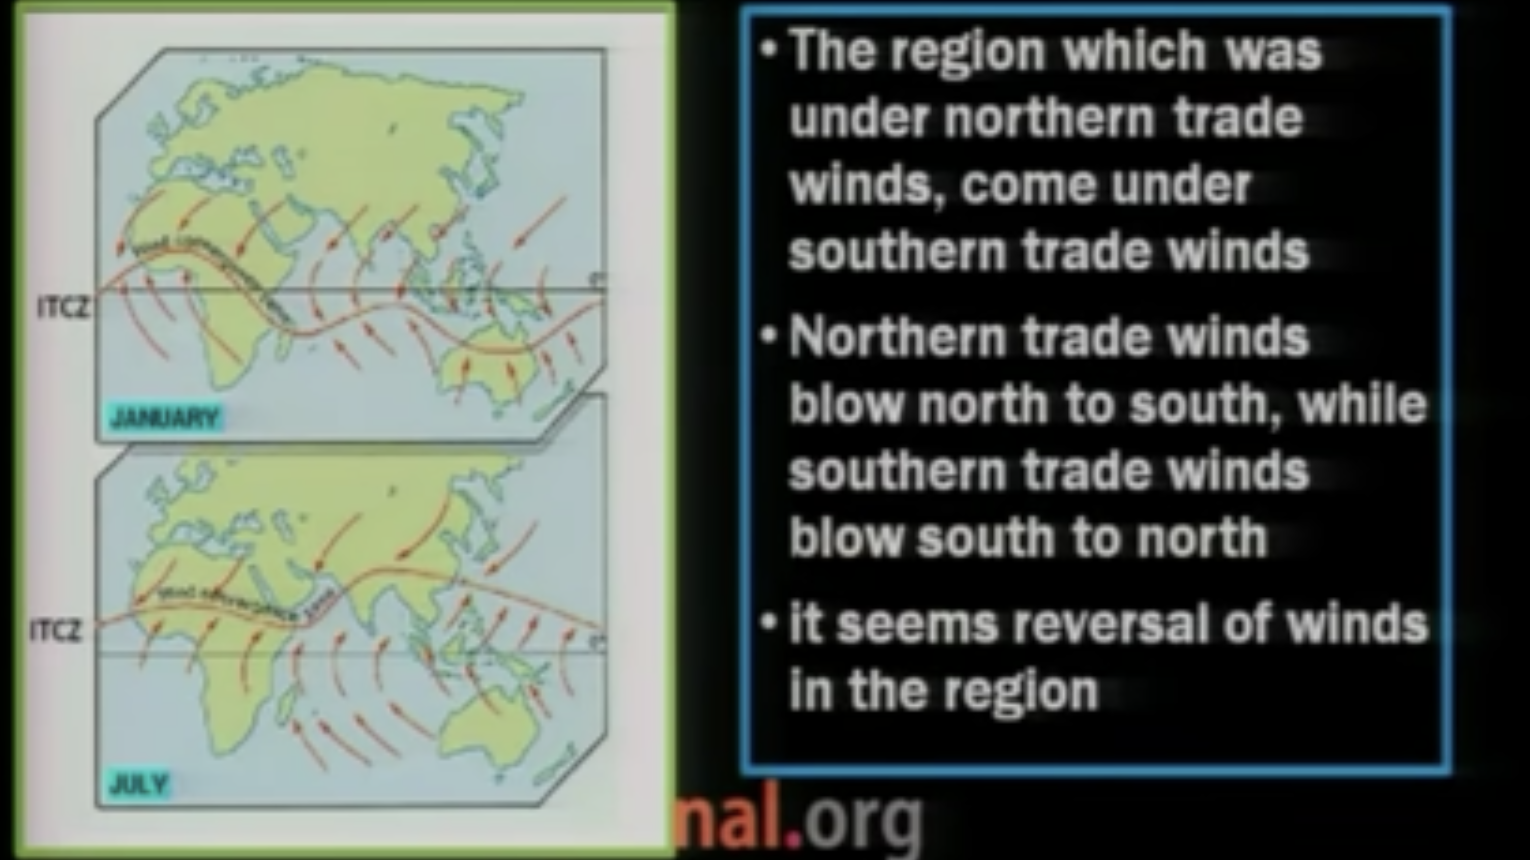 • The region which was
under northern trade
winds, come under
southern trade winds
• Northern trade winds
blow north to south, while
southern trade winds
blow south to north
• it seems reversal of winds
in the region
ITCZ
JANUARY
ITCZ
JULY
nal.org